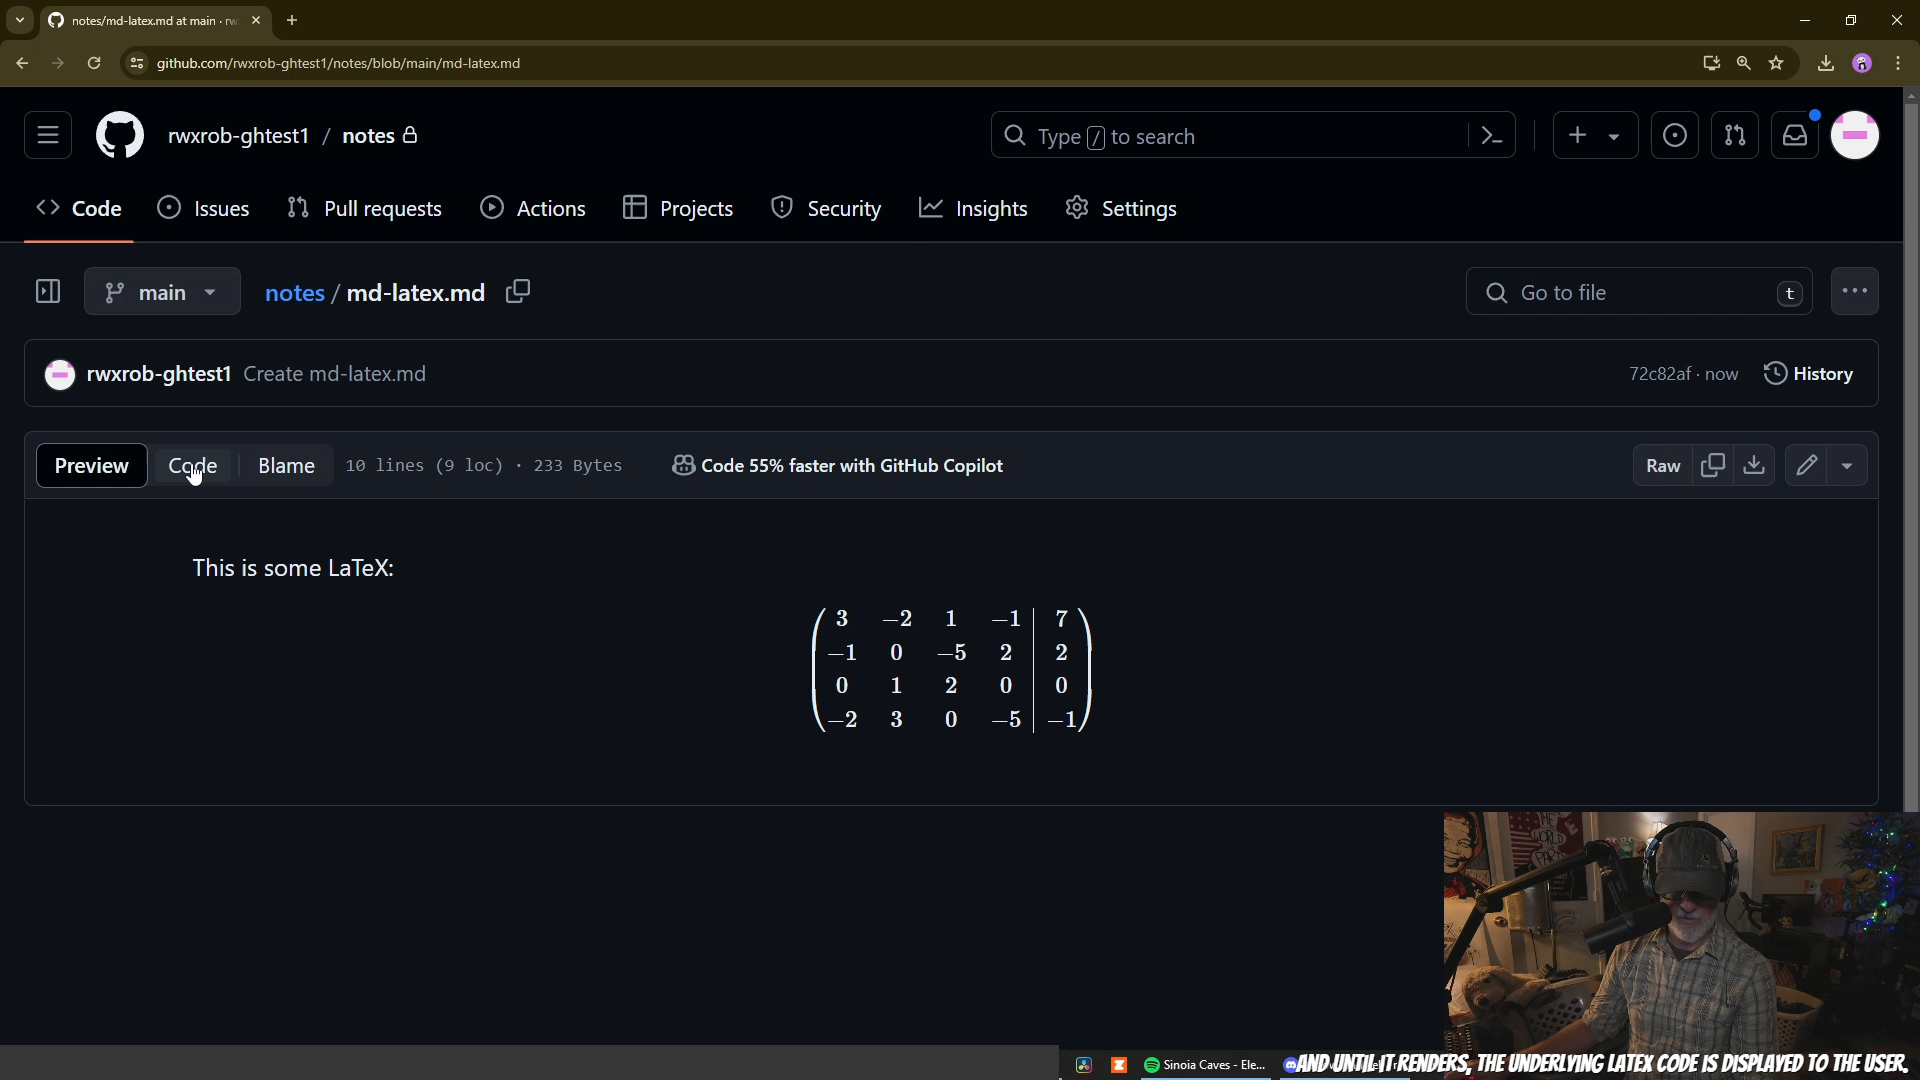 notes/md-latex.md at main · rw
github.com/rwxrob-ghtest1/notes/blob/main/md-latex.md
rwxrob-ghtest1 / notes
Type / to search
Code Issues Pull requests Actions Projects Security Insights Settings
main notes / md-latex.md Go to file t
rwxrob-ghtest1 Create md-latex.md 72c82af · now History
Preview Code Blame 10 lines (9 loc) · 233 Bytes Code 55% faster with GitHub Copilot Raw
This is some LaTeX:
3 −2 1 −1 7
−1 0 −5 2 2
0 1 2 0 0
−2 3 0 −5 −1
Sinoia Caves - Ele...
AND UNTIL IT RENDERS, THE UNDERLYING LATEX CODE IS DISPLAYED TO THE USER.